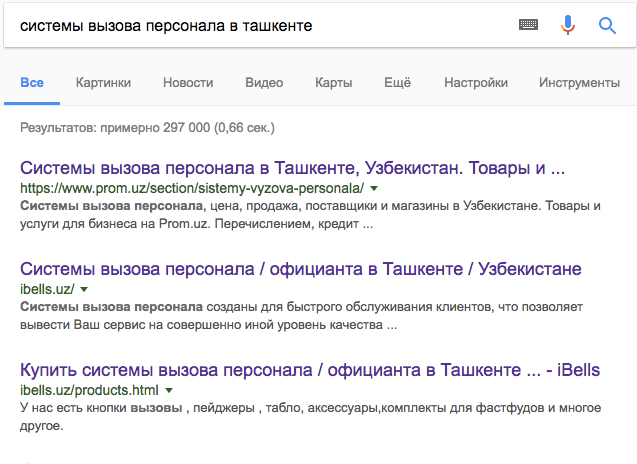 системы вызова персонала в ташкенте
Все Картинки Новости Видео Карты Ещё Настройки Инструменты
Результатов: примерно 297 000 (0,66 сек.)
Системы вызова персонала в Ташкенте, Узбекистан. Товары и ...
https://www.prom.uz/section/sistemy-vyzova-personala/
Системы вызова персонала, цена, продажа, поставщики и магазины в Узбекистане. Товары и
услуги для бизнеса на Prom.uz. Перечислением, кредит ...
Системы вызова персонала / официанта в Ташкенте / Узбекистане
ibells.uz/
Системы вызова персонала созданы для быстрого обслуживания клиентов, что позволяет
вывести Ваш сервис на совершенно иной уровень качества ...
Купить системы вызова персонала / официанта в Ташкенте ... - iBells
ibells.uz/products.html
У нас есть кнопки вызовы , пейджеры , табло, аксессуары,комплекты для фастфудов и многое
другое.